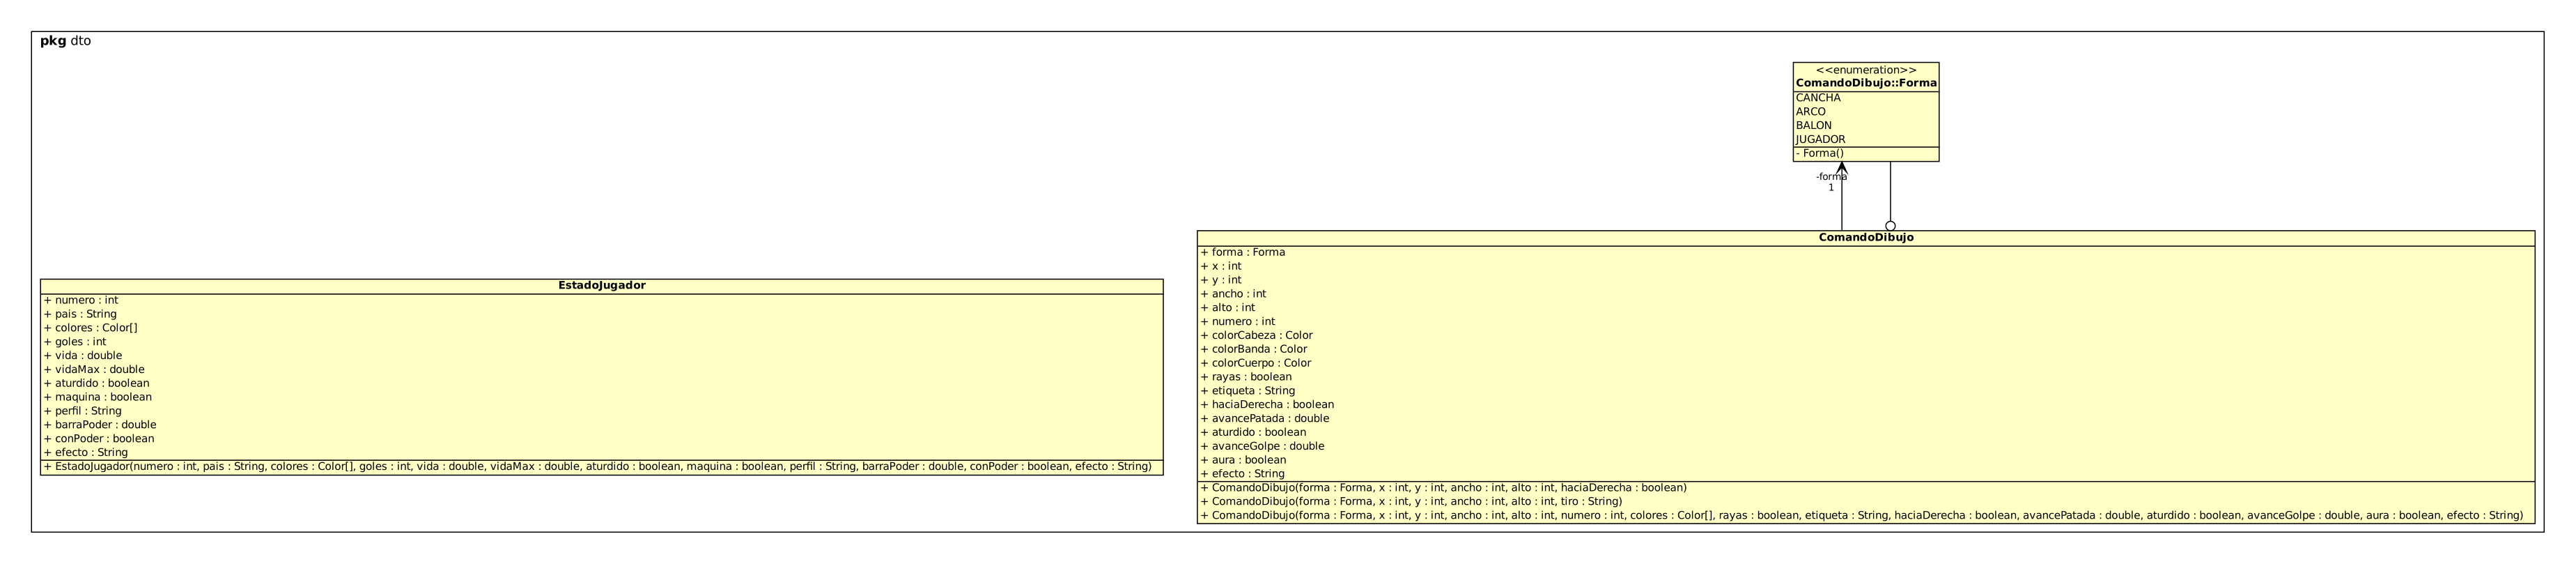 pkg dto
<<enumeration>>
ComandoDibujo::Forma
CANCHA
ARCO
BALON
JUGADOR
- Forma()
-forma
1
EstadoJugador
+ numero : int
+ pais : String
+ colores : Color[]
+ goles : int
+ vida : double
+ vidaMax : double
+ aturdido : boolean
+ maquina : boolean
+ perfil : String
+ barraPoder : double
+ conPoder : boolean
+ efecto : String
+ EstadoJugador(numero : int, pais : String, colores : Color[], goles : int, vida : double, vidaMax : double, aturdido : boolean, maquina : boolean, perfil : String, barraPoder : double, conPoder : boolean, efecto : String)
ComandoDibujo
+ forma : Forma
+ x : int
+ y : int
+ ancho : int
+ alto : int
+ numero : int
+ colorCabeza : Color
+ colorBanda : Color
+ colorCuerpo : Color
+ rayas : boolean
+ etiqueta : String
+ haciaDerecha : boolean
+ avancePatada : double
+ aturdido : boolean
+ avanceGolpe : double
+ aura : boolean
+ efecto : String
+ ComandoDibujo(forma : Forma, x : int, y : int, ancho : int, alto : int, haciaDerecha : boolean)
+ ComandoDibujo(forma : Forma, x : int, y : int, ancho : int, alto : int, tiro : String)
+ ComandoDibujo(forma : Forma, x : int, y : int, ancho : int, alto : int, numero : int, colores : Color[], rayas : boolean, etiqueta : String, haciaDerecha : boolean, avancePatada : double, aturdido : boolean, avanceGolpe : double, aura : boolean, efecto : String)